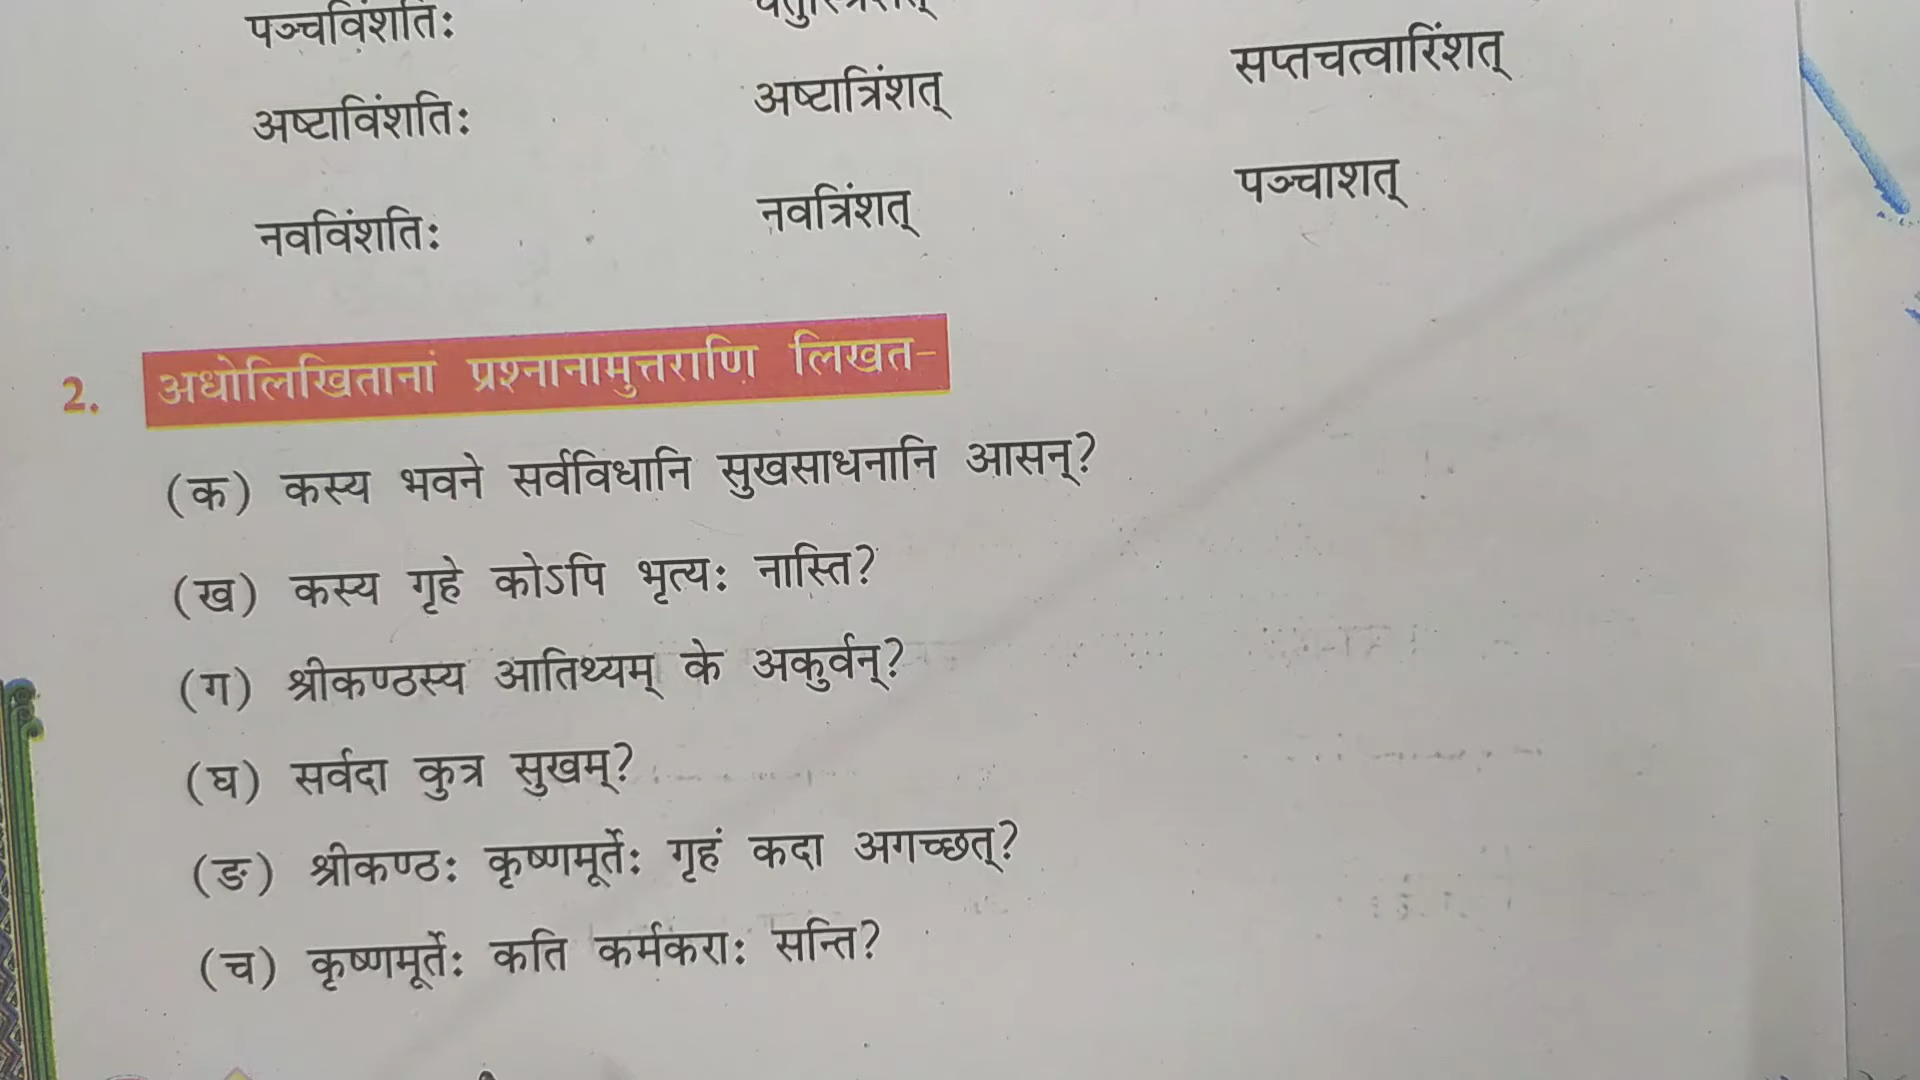 पञ्चविंशतिः
अष्टाविंशतिः अष्टात्रिंशत् सप्तचत्वारिंशत्
नवविंशतिः नवत्रिंशत् पञ्चाशत्
2. अधोलिखितानां प्रश्नानामुत्तराणि लिखत-
(क) कस्य भवने सर्वविधानि सुखसाधनानि आसन्?
(ख) कस्य गृहे कोऽपि भृत्यः नास्ति?
(ग) श्रीकण्ठस्य आतिथ्यम् के अकुर्वन्?
(घ) सर्वदा कुत्र सुखम्?
(ङ) श्रीकण्ठः कृष्णमूर्तेः गृहं कदा अगच्छत्?
(च) कृष्णमूर्तेः कति कर्मकराः सन्ति?